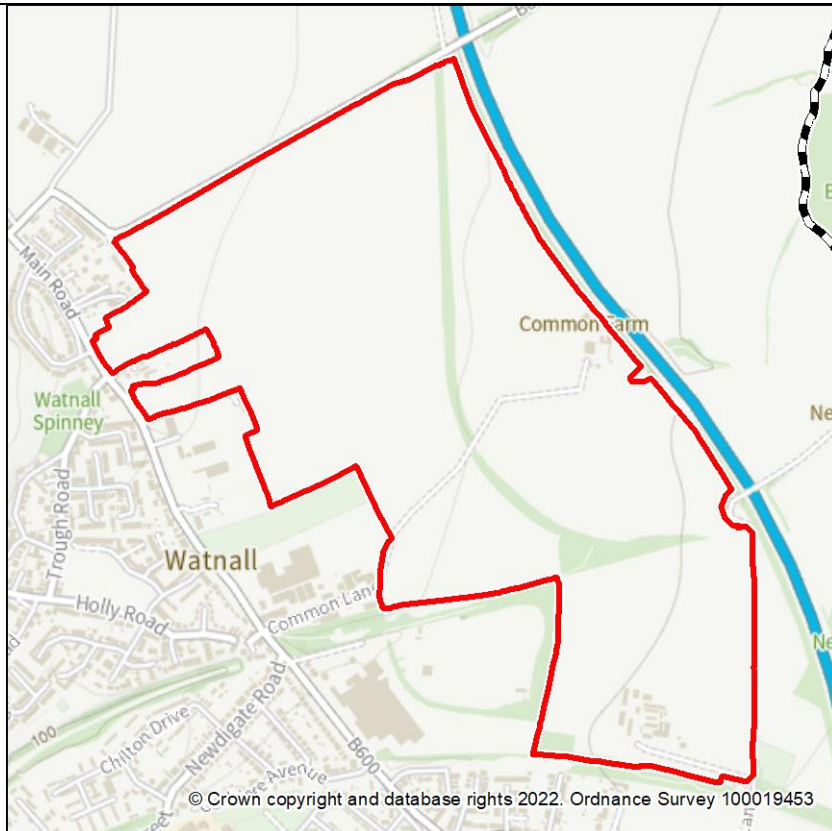 Main Road
Common Farm
Watnall
Spinney
Trough Road
Watnall
Holly Road
Common Lane
Newdigate Road
Chilton Drive
B600
100
Avenue
© Crown copyright and database rights 2022. Ordnance Survey 100019453